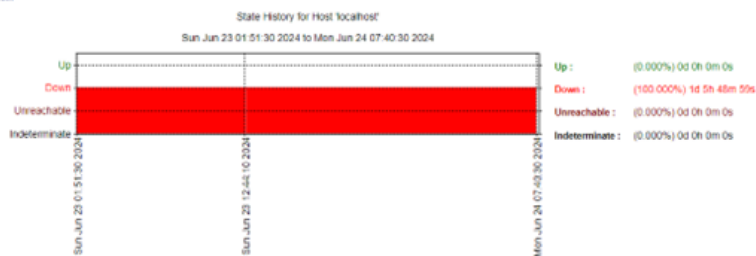 State History for Host 'localhost'
Sun Jun 23 01:51:30 2024 to Mon Jun 24 07:40:30 2024
Up
Down
Unreachable
Indeterminate
Up : (0.000%) 0d 0h 0m 0s
Down : (100.000%) 1d 5h 48m 59s
Unreachable : (0.000%) 0d 0h 0m 0s
Indeterminate : (0.000%) 0d 0h 0m 0s
Sun Jun 23 01:51:30 2024
Sun Jun 23 12:44:10 2024
Mon Jun 24 07:40:30 2024